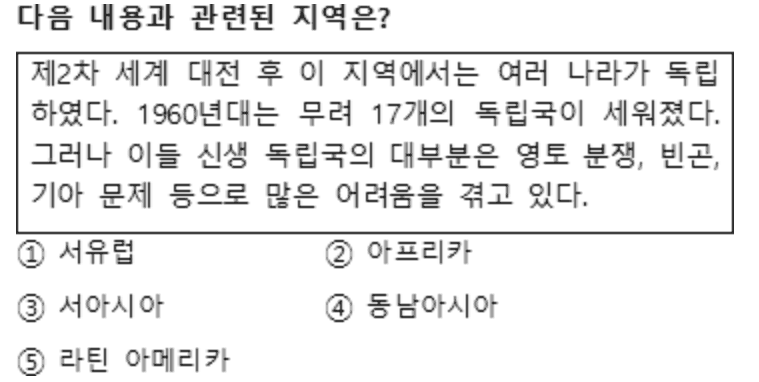 다음 내용과 관련된 지역은?
제2차 세계 대전 후 이 지역에서는 여러 나라가 독립
하였다. 1960년대는 무려 17개의 독립국이 세워졌다.
그러나 이들 신생 독립국의 대부분은 영토 분쟁, 빈곤,
기아 문제 등으로 많은 어려움을 겪고 있다.
① 서유럽 ② 아프리카
③ 서아시아 ④ 동남아시아
⑤ 라틴 아메리카